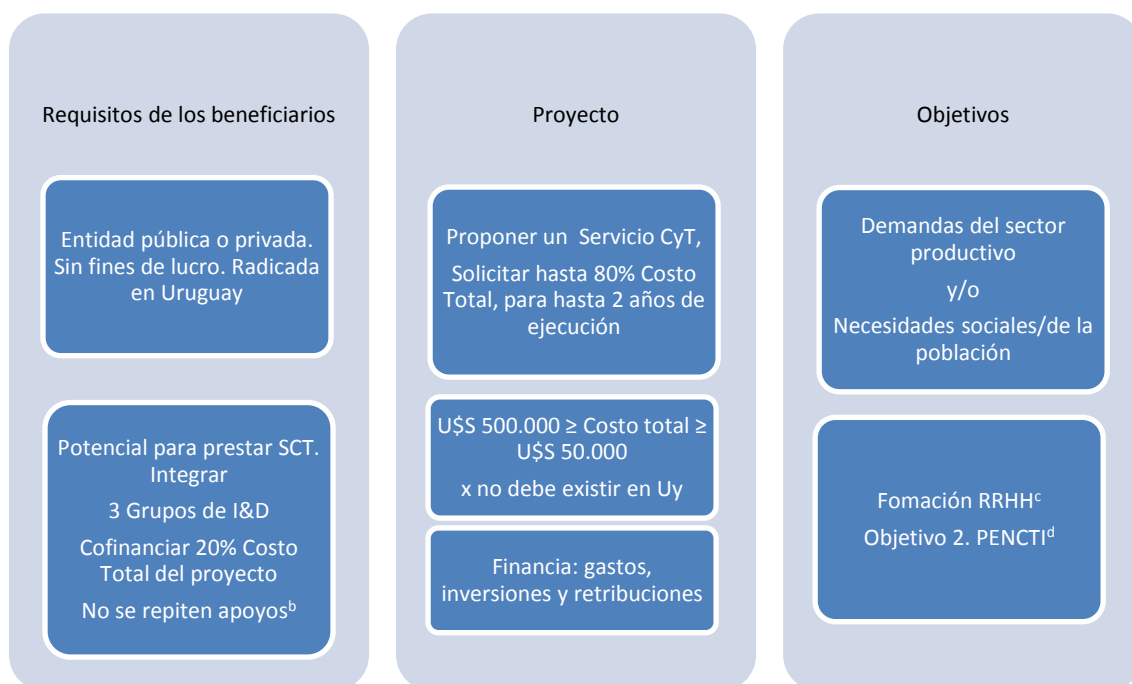 Requisitos de los beneficiarios
Entidad pública o privada.
Sin fines de lucro. Radicada
en Uruguay
Potencial para prestar SCT.
Integrar
3 Grupos de I&D
Cofinanciar 20% Costo
Total del proyecto
No se repiten apoyosᵇ
Proyecto
Proponer un Servicio CyT,
Solicitar hasta 80% Costo
Total, para hasta 2 años de
ejecución
U$S 500.000 ≥ Costo total ≥
U$S 50.000
x no debe existir en Uy
Financia: gastos,
inversiones y retribuciones
Objetivos
Demandas del sector
productivo
y/o
Necesidades sociales/de la
población
Fomación RRHHᶜ
Objetivo 2. PENCTIᵈ